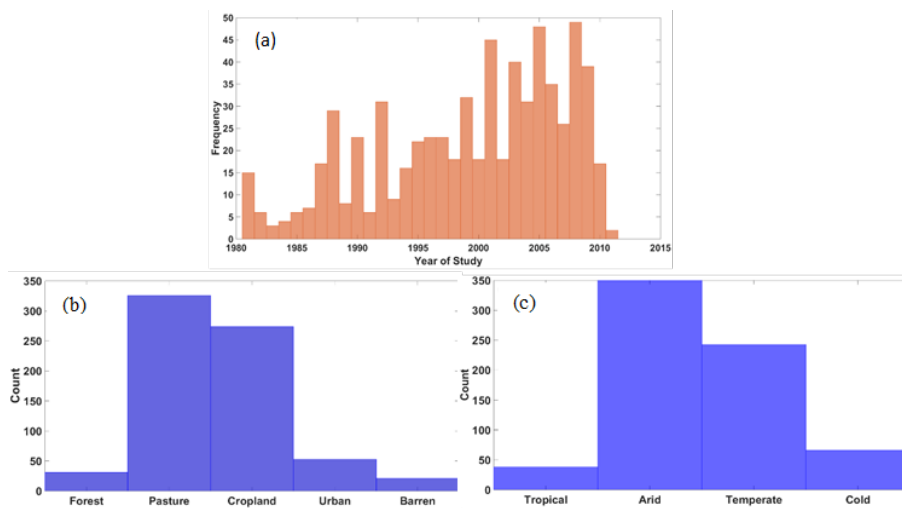 (a)
50
45
40
35
30
25
20
15
10
5
0
Frequency
1980 1985 1990 1995 2000 2005 2010 2015
Year of Study
(b)
350
300
250
200
150
100
50
0
Count
Forest Pasture Cropland Urban Barren
(c)
350
300
250
200
150
100
50
0
Count
Tropical Arid Temperate Cold